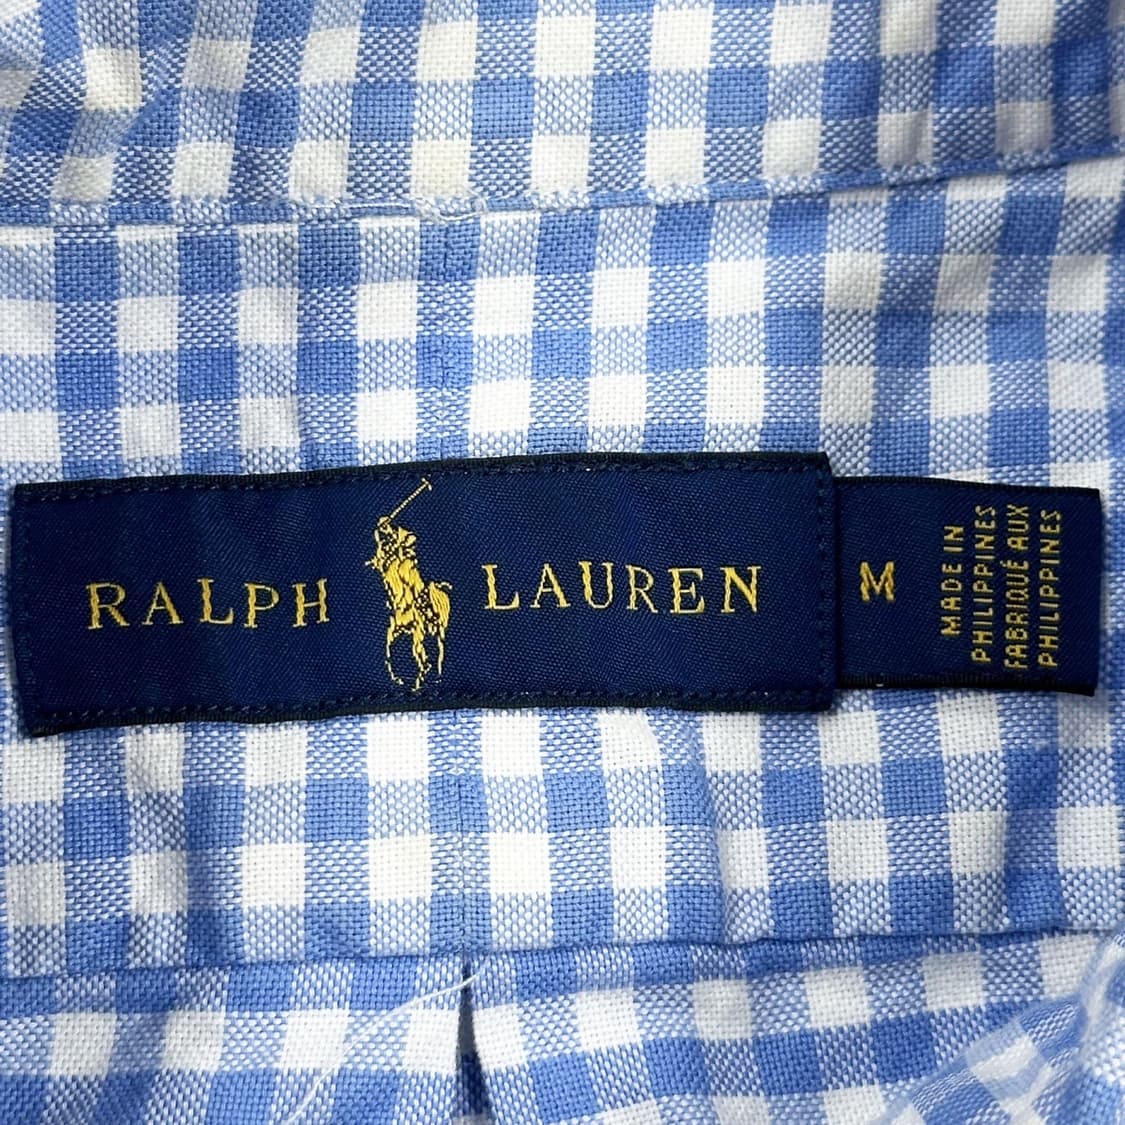 RALPH LAUREN
M
MADE IN
PHILIPPINES
FABRIQUÉ AUX
PHILIPPINES